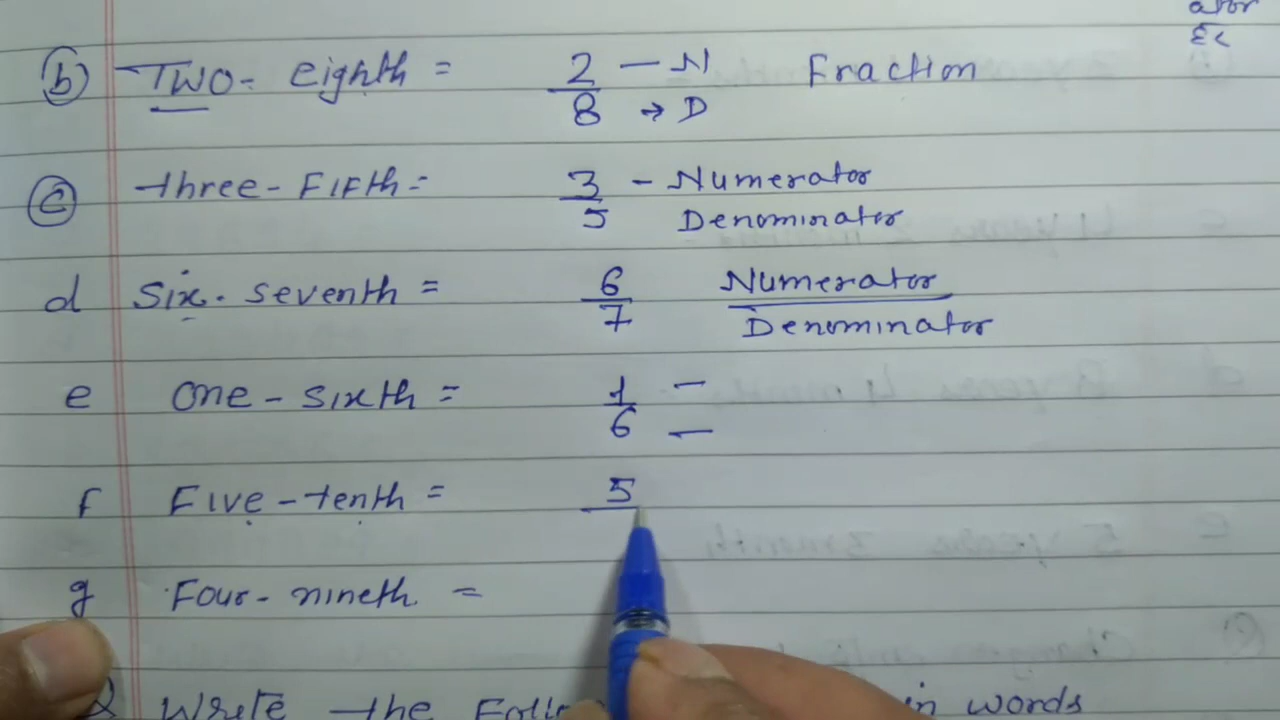 b Two- eighth = 2/8 — N → D Fraction
c three-Fifth= 3/5 - Numerator Denominator
d Six- seventh = 6/7 Numerator Denominator
e One-sixth = 1/6
f Five-tenth = 5
g Four-nineth. =
Write the in words